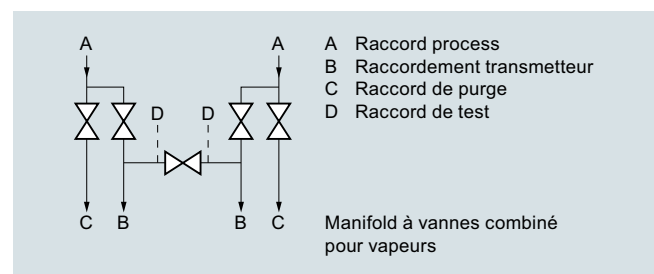 A A
A Raccord process
B Raccordement transmetteur
C Raccord de purge
D Raccord de test
D D
C B B C
Manifold à vannes combiné
pour vapeurs